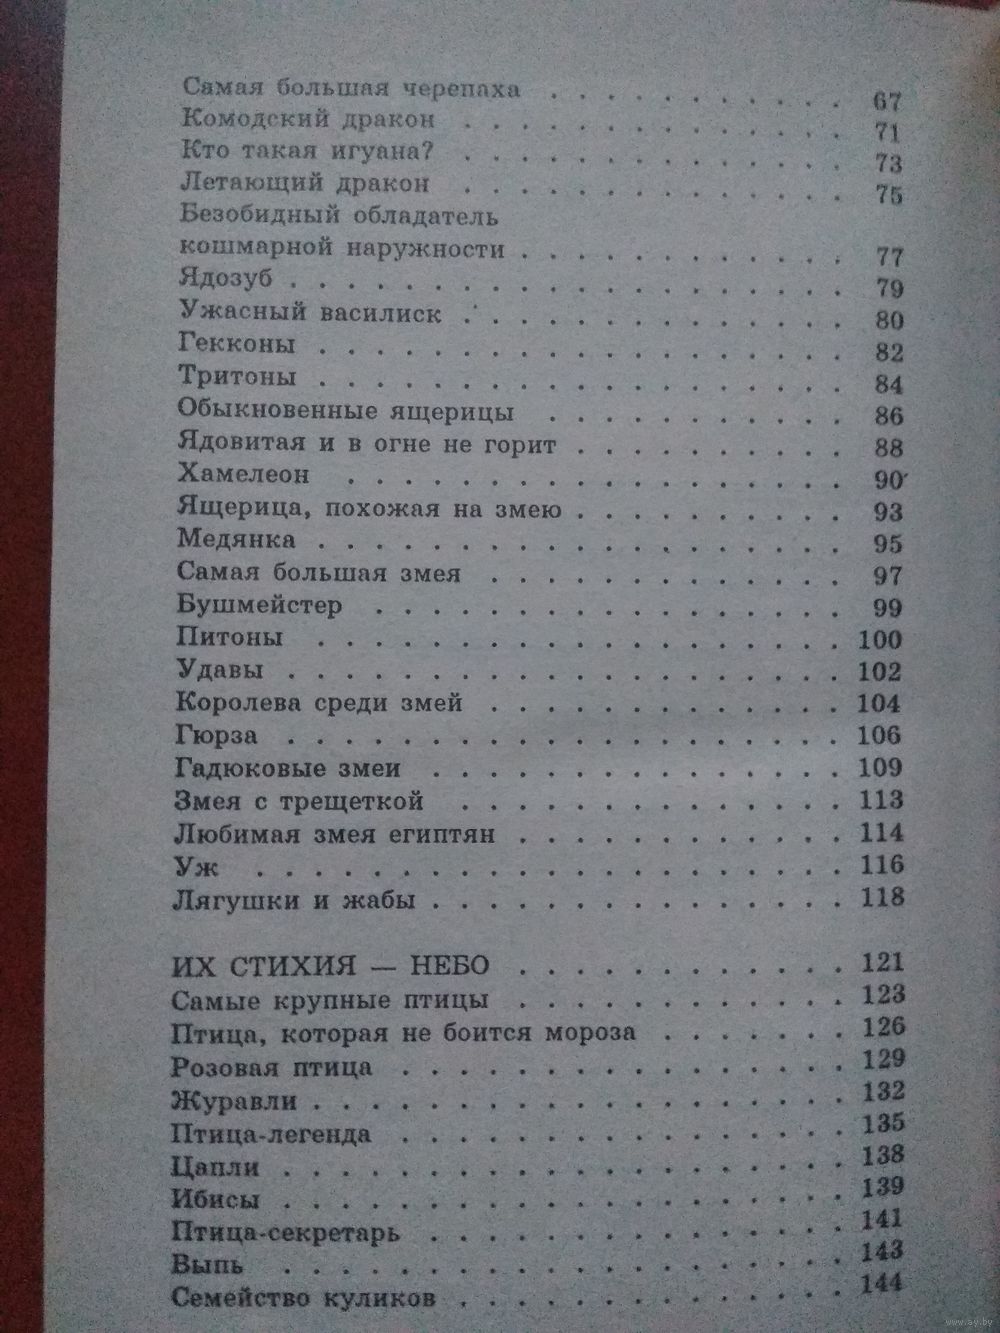 Самая большая черепаха . . . . . . . . . . . 67
Комодский дракон . . . . . . . . . . . . . . 71
Кто такая игуана? . . . . . . . . . . . . . . 73
Летающий дракон . . . . . . . . . . . . . . 75
Безобидный обладатель
кошмарной наружности . . . . . . . . . . . . 77
Ядозуб . . . . . . . . . . . . . . . . . . . . 79
Ужасный василиск . . . . . . . . . . . . . . 80
Гекконы . . . . . . . . . . . . . . . . . . . 82
Тритоны . . . . . . . . . . . . . . . . . . . 84
Обыкновенные ящерицы . . . . . . . . . . . 86
Ядовитая и в огне не горит . . . . . . . . . . 88
Хамелеон . . . . . . . . . . . . . . . . . . 90
Ящерица, похожая на змею . . . . . . . . . . 93
Медянка . . . . . . . . . . . . . . . . . . . 95
Самая большая змея . . . . . . . . . . . . . 97
Бушмейстер . . . . . . . . . . . . . . . . . 99
Питоны . . . . . . . . . . . . . . . . . . . 100
Удавы . . . . . . . . . . . . . . . . . . . . 102
Королева среди змей . . . . . . . . . . . . . 104
Гюрза . . . . . . . . . . . . . . . . . . . . 106
Гадюковые змеи . . . . . . . . . . . . . . . 109
Змея с трещеткой . . . . . . . . . . . . . . 113
Любимая змея египтян . . . . . . . . . . . . 114
Уж . . . . . . . . . . . . . . . . . . . . . 116
Лягушки и жабы . . . . . . . . . . . . . . . 118
ИХ СТИХИЯ — НЕБО . . . . . . . . . . . . 121
Самые крупные птицы . . . . . . . . . . . . 123
Птица, которая не боится мороза . . . . . . . 126
Розовая птица . . . . . . . . . . . . . . . . 129
Журавли . . . . . . . . . . . . . . . . . . . 132
Птица-легенда . . . . . . . . . . . . . . . . 135
Цапли . . . . . . . . . . . . . . . . . . . . 138
Ибисы . . . . . . . . . . . . . . . . . . . . 139
Птица-секретарь . . . . . . . . . . . . . . . 141
Выпь . . . . . . . . . . . . . . . . . . . . 143
Семейство куликов . . . . . . . . . . . . . . 144
www.ay.by